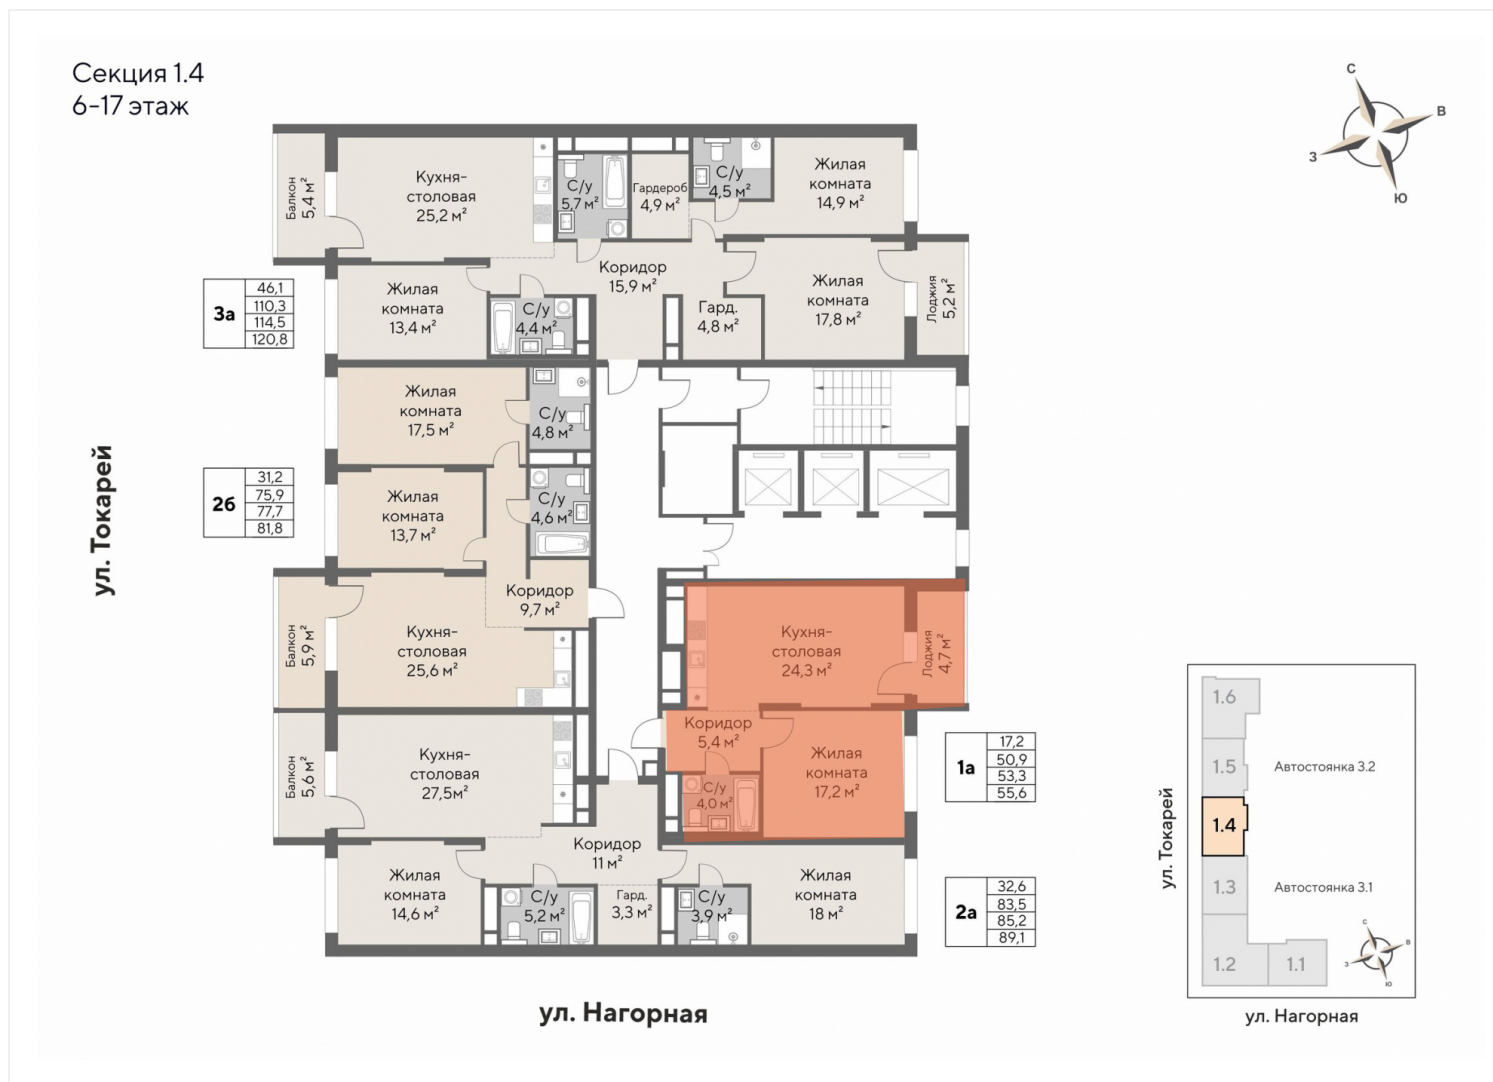 Секция 1.4
6-17 этаж
С
В
З
Ю
Балкон
5,4 м²
Кухня-
столовая
25,2 м²
С/у
5,7 м²
Гардероб
4,9 м²
С/у
4,5 м²
Жилая
комната
14,9 м²
3а
46,1
110,3
114,5
120,8
Жилая
комната
13,4 м²
С/у
4,4 м²
Коридор
15,9 м²
Гард.
4,8 м²
Жилая
комната
17,8 м²
Лоджия
5,2 м²
Жилая
комната
17,5 м²
С/у
4,8 м²
ул. Токарей
2б
31,2
75,9
77,7
81,8
Жилая
комната
13,7 м²
С/у
4,6 м²
Коридор
9,7 м²
Балкон
5,9 м²
Кухня-
столовая
25,6 м²
Кухня-
столовая
24,3 м²
Лоджия
4,7 м²
Коридор
5,4 м²
С/у
4,0 м²
Жилая
комната
17,2 м²
1а
17,2
50,9
53,3
55,6
Балкон
5,6 м²
Кухня-
столовая
27,5м²
Коридор
11 м²
Жилая
комната
14,6 м²
С/у
5,2 м²
Гард.
3,3 м²
С/у
3,9 м²
Жилая
комната
18 м²
2а
32,6
83,5
85,2
89,1
ул. Нагорная
1.6
1.5
Автостоянка 3.2
1.4
1.3
Автостоянка 3.1
1.2
1.1
С
В
З
Ю
ул. Токарей
ул. Нагорная